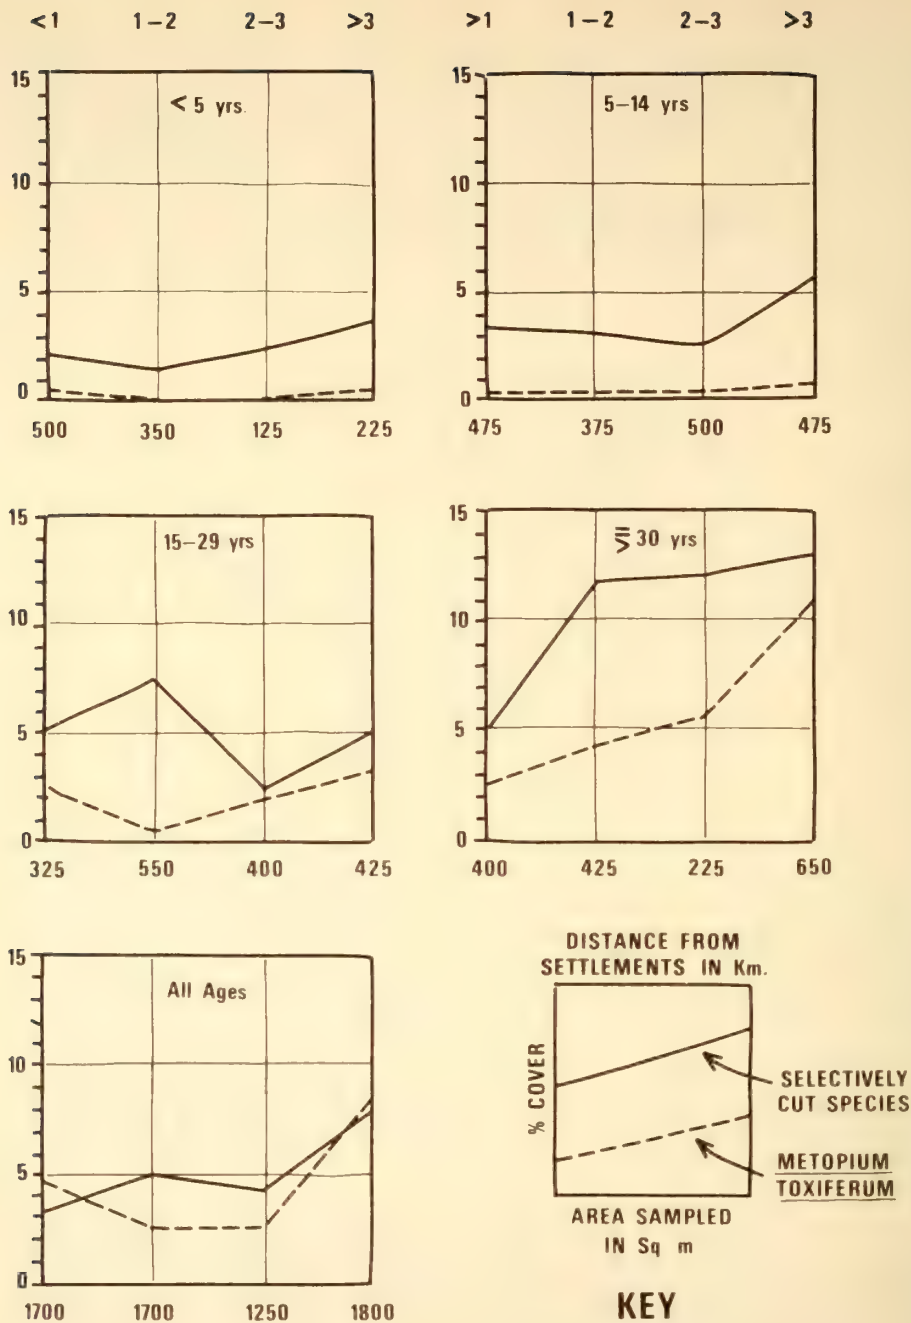 <1 1–2 2–3 >3 >1 1–2 2–3 >3
15
< 5 yrs.
10
5
0
500 350 125 225
15
5–14 yrs
10
5
0
475 375 500 475
15
15–29 yrs
10
5
0
325 550 400 425
15
≥ 30 yrs
10
5
0
400 425 225 650
15
All Ages
10
5
0
1700 1700 1250 1800
DISTANCE FROM
SETTLEMENTS IN Km.
% COVER
SELECTIVELY
CUT SPECIES
METOPIUM
TOXIFERUM
AREA SAMPLED
IN Sq m
KEY